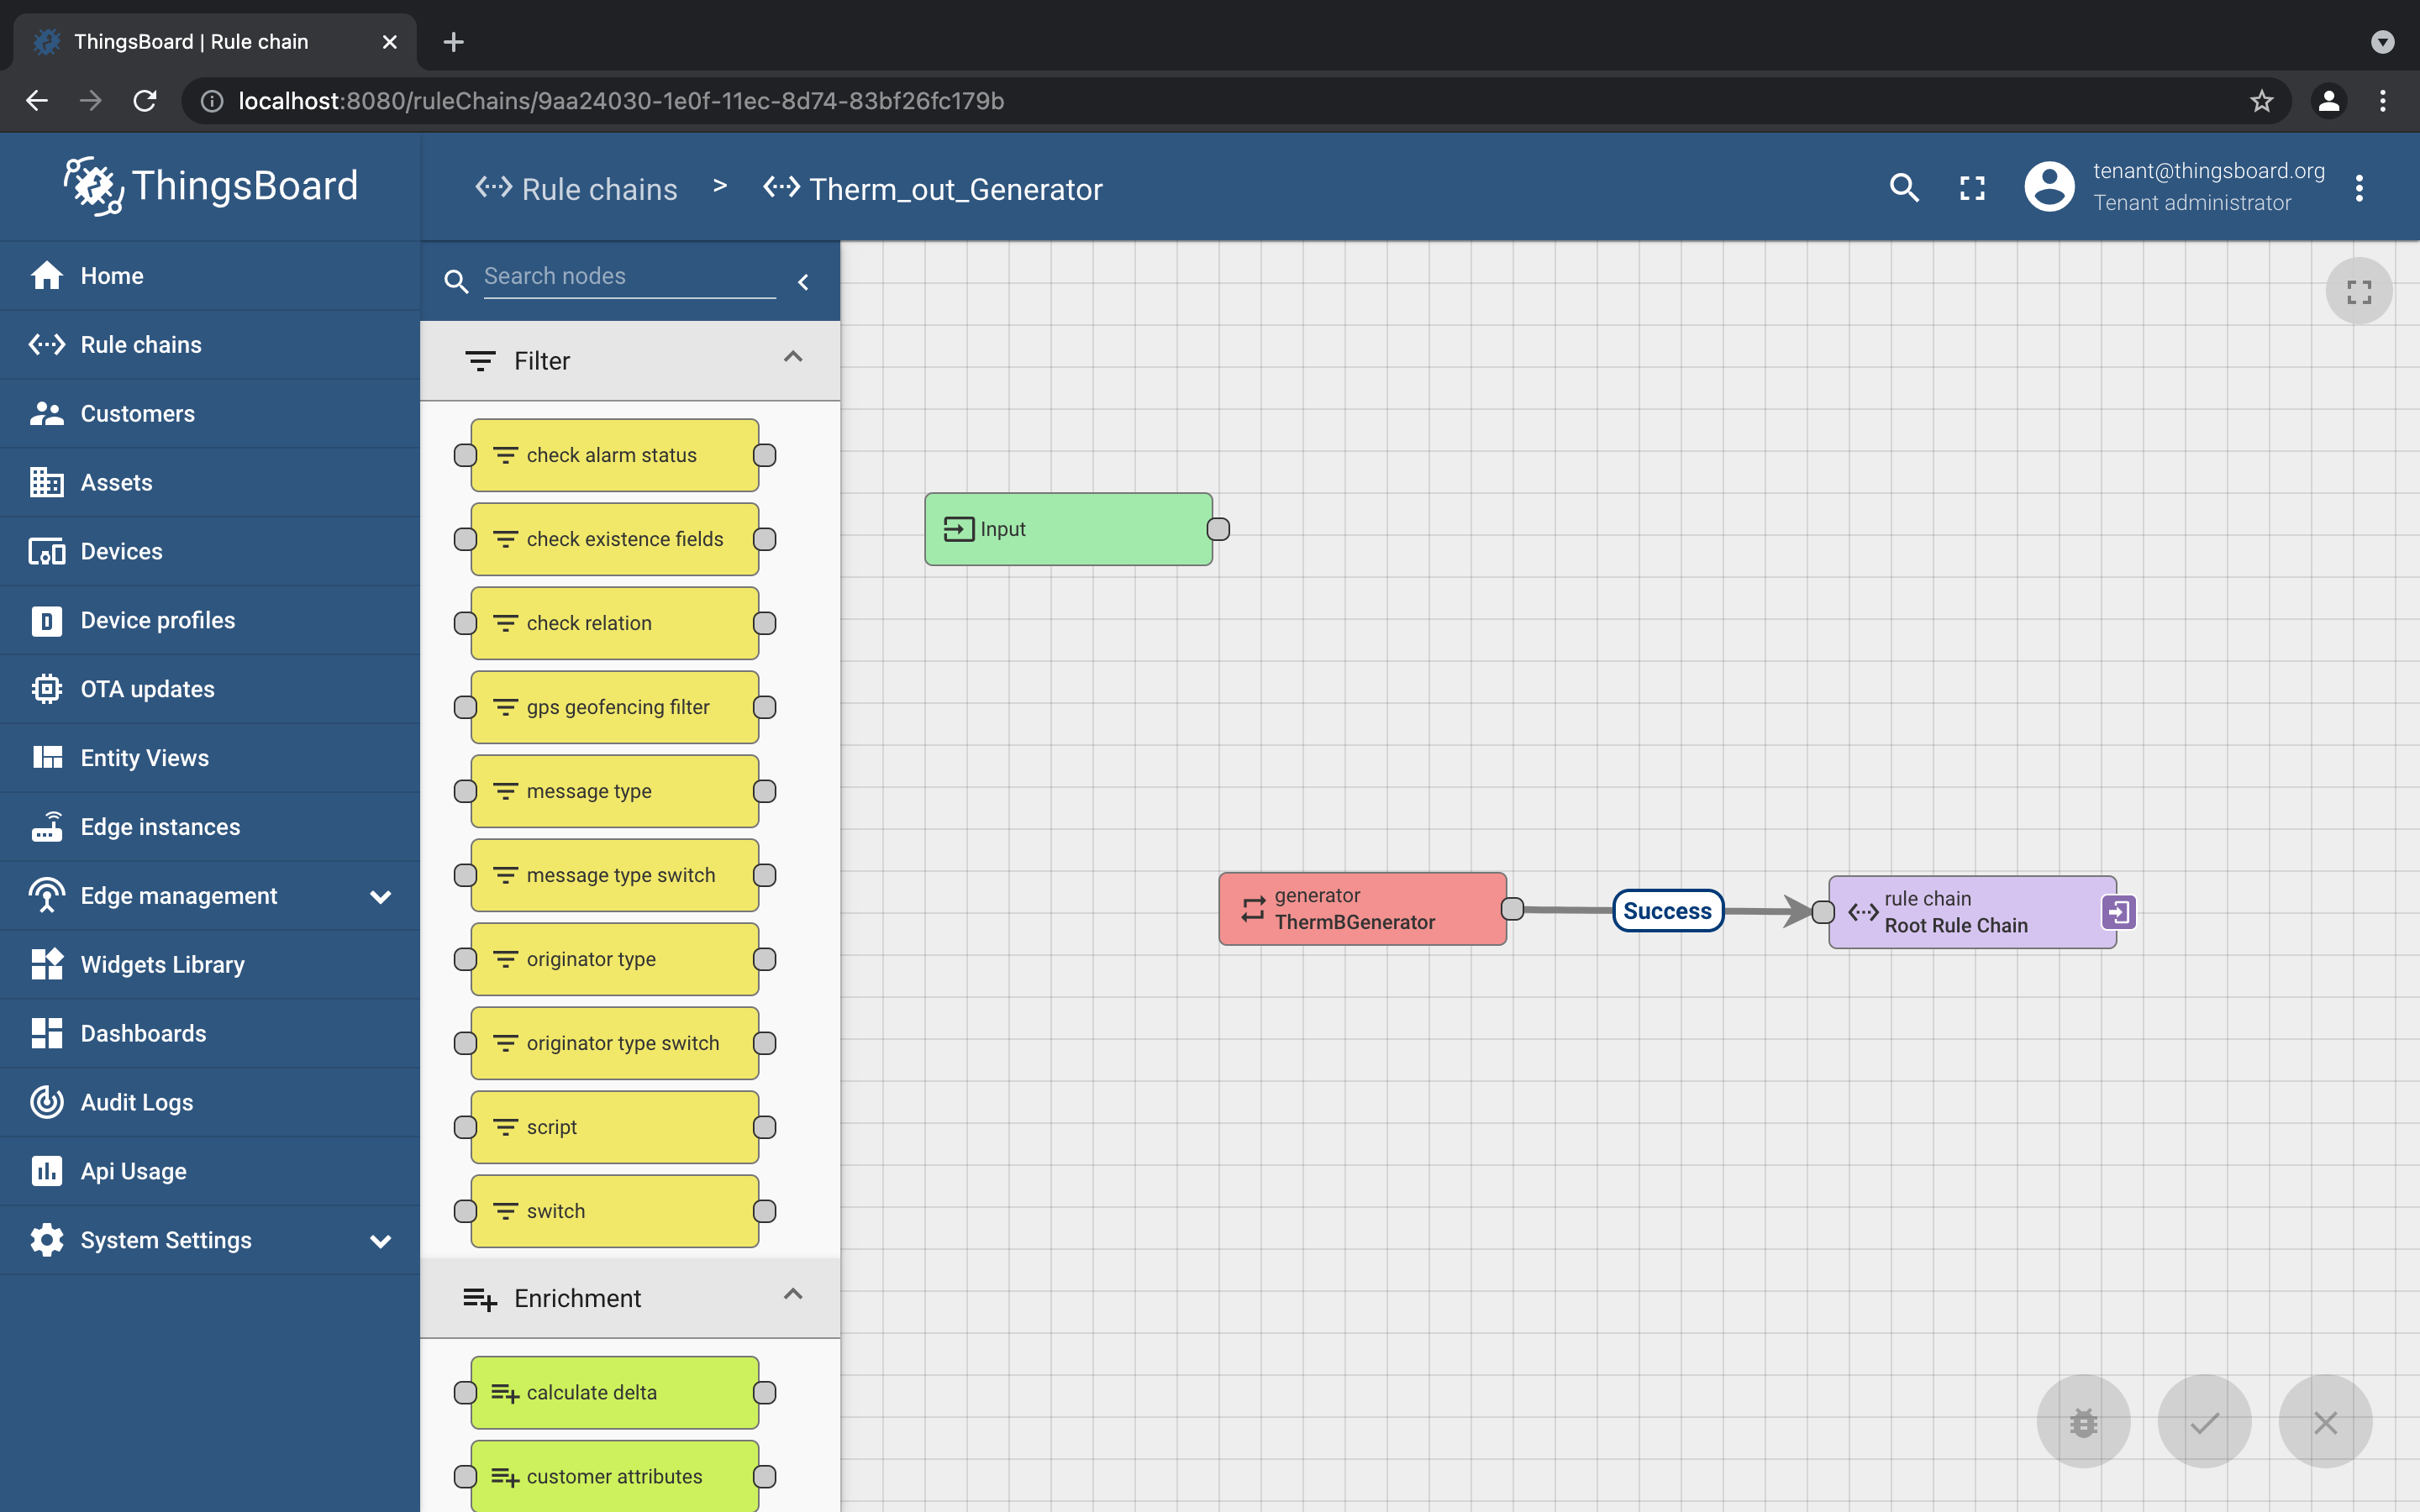 ThingsBoard | Rule chain
localhost:8080/ruleChains/9aa24030-1e0f-11ec-8d74-83bf26fc179b
ThingsBoard
Rule chains > Therm_out_Generator
tenant@thingsboard.org
Tenant administrator
Home
Rule chains
Customers
Assets
Devices
Device profiles
OTA updates
Entity Views
Edge instances
Edge management
Widgets Library
Dashboards
Audit Logs
Api Usage
System Settings
Search nodes
Filter
check alarm status
check existence fields
check relation
gps geofencing filter
message type
message type switch
originator type
originator type switch
script
switch
Enrichment
calculate delta
customer attributes
Input
generator
ThermBGenerator
Success
rule chain
Root Rule Chain